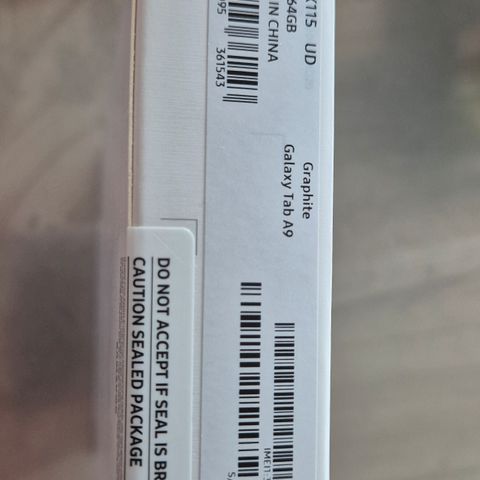 X115 UD
64GB
IN CHINA
361543
Graphite
Galaxy Tab A9
IMEI1:
DO NOT ACCEPT IF SEAL IS BR
CAUTION SEALED PACKAGE